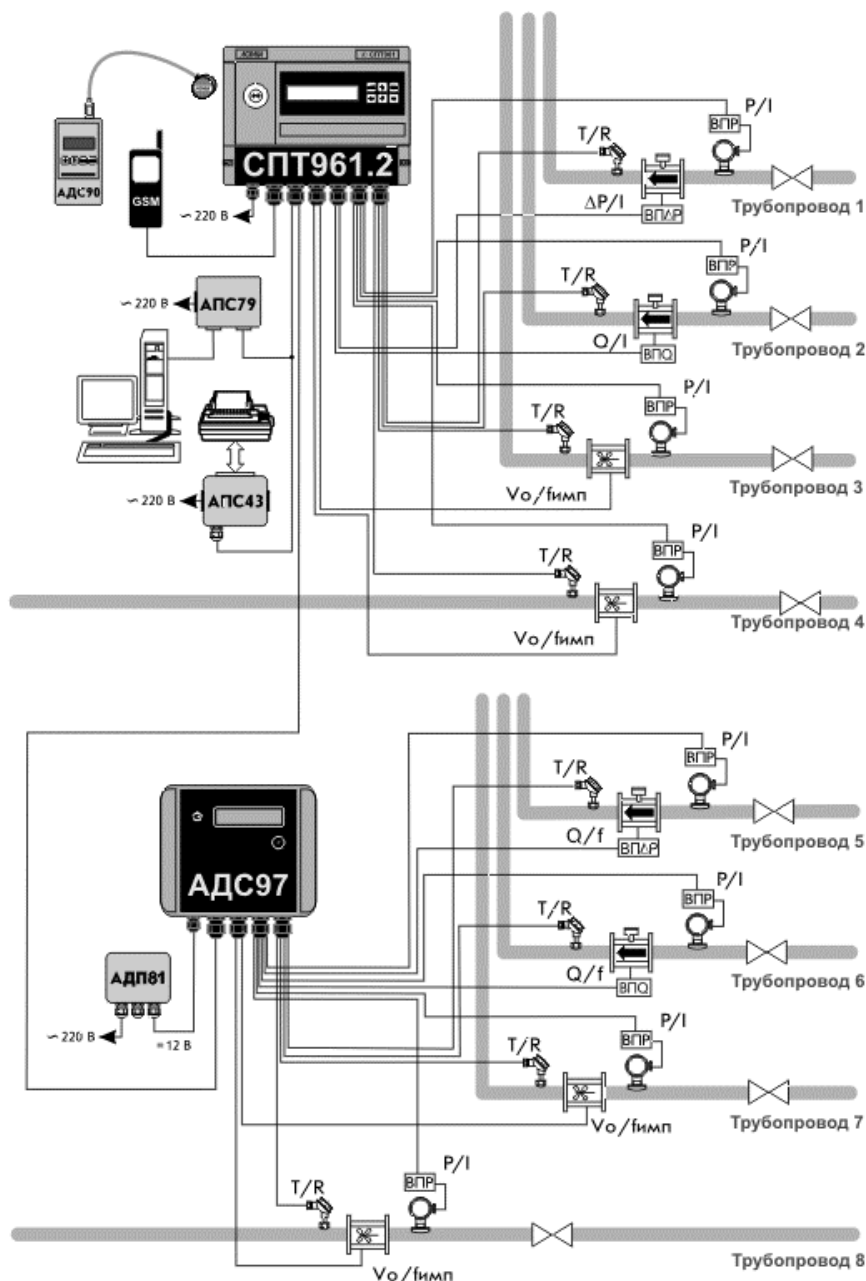 СПТ961
P/I
ВПР
T/R
СПТ961.2
АДС90
GSM
~ 220 В
ΔP/I
ВПΔР
Трубопровод 1
P/I
ВПР
T/R
АПС79
~ 220 В
Q/I
ВПQ
Трубопровод 2
P/I
ВПР
T/R
АПС43
~ 220 В
Vo/fимп
Трубопровод 3
P/I
ВПР
T/R
Трубопровод 4
Vo/fимп
P/I
ВПР
T/R
Q/f
ВПΔР
Трубопровод 5
АДС97
P/I
ВПР
T/R
Q/f
ВПQ
Трубопровод 6
АДП81
~ 220 В
=12 В
P/I
ВПР
T/R
Vo/fимп
Трубопровод 7
P/I
ВПР
T/R
Vo/fимп
Трубопровод 8